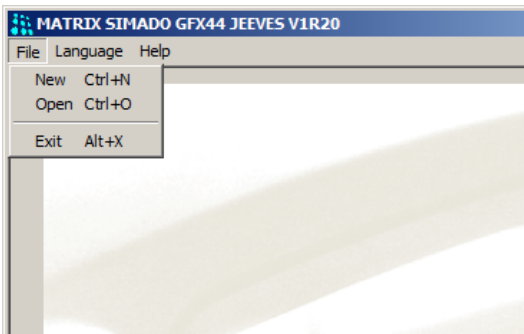 MATRIX SIMADO GFX44 JEEVES V1R20
File Language Help
New Ctrl+N
Open Ctrl+O
Exit Alt+X